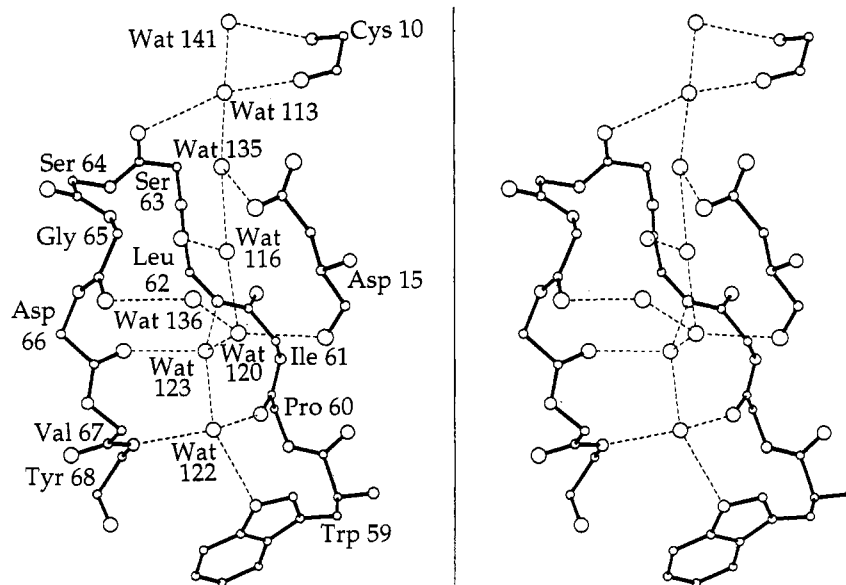 Wat 141
Cys 10
Wat 113
Wat 135
Ser 64
Ser
63
Gly 65
Wat
116
Leu
62
Asp 15
Asp
66
Wat 136
Wat
120
Ile 61
Wat
123
Pro 60
Val 67
Wat
122
Tyr 68
Trp 59